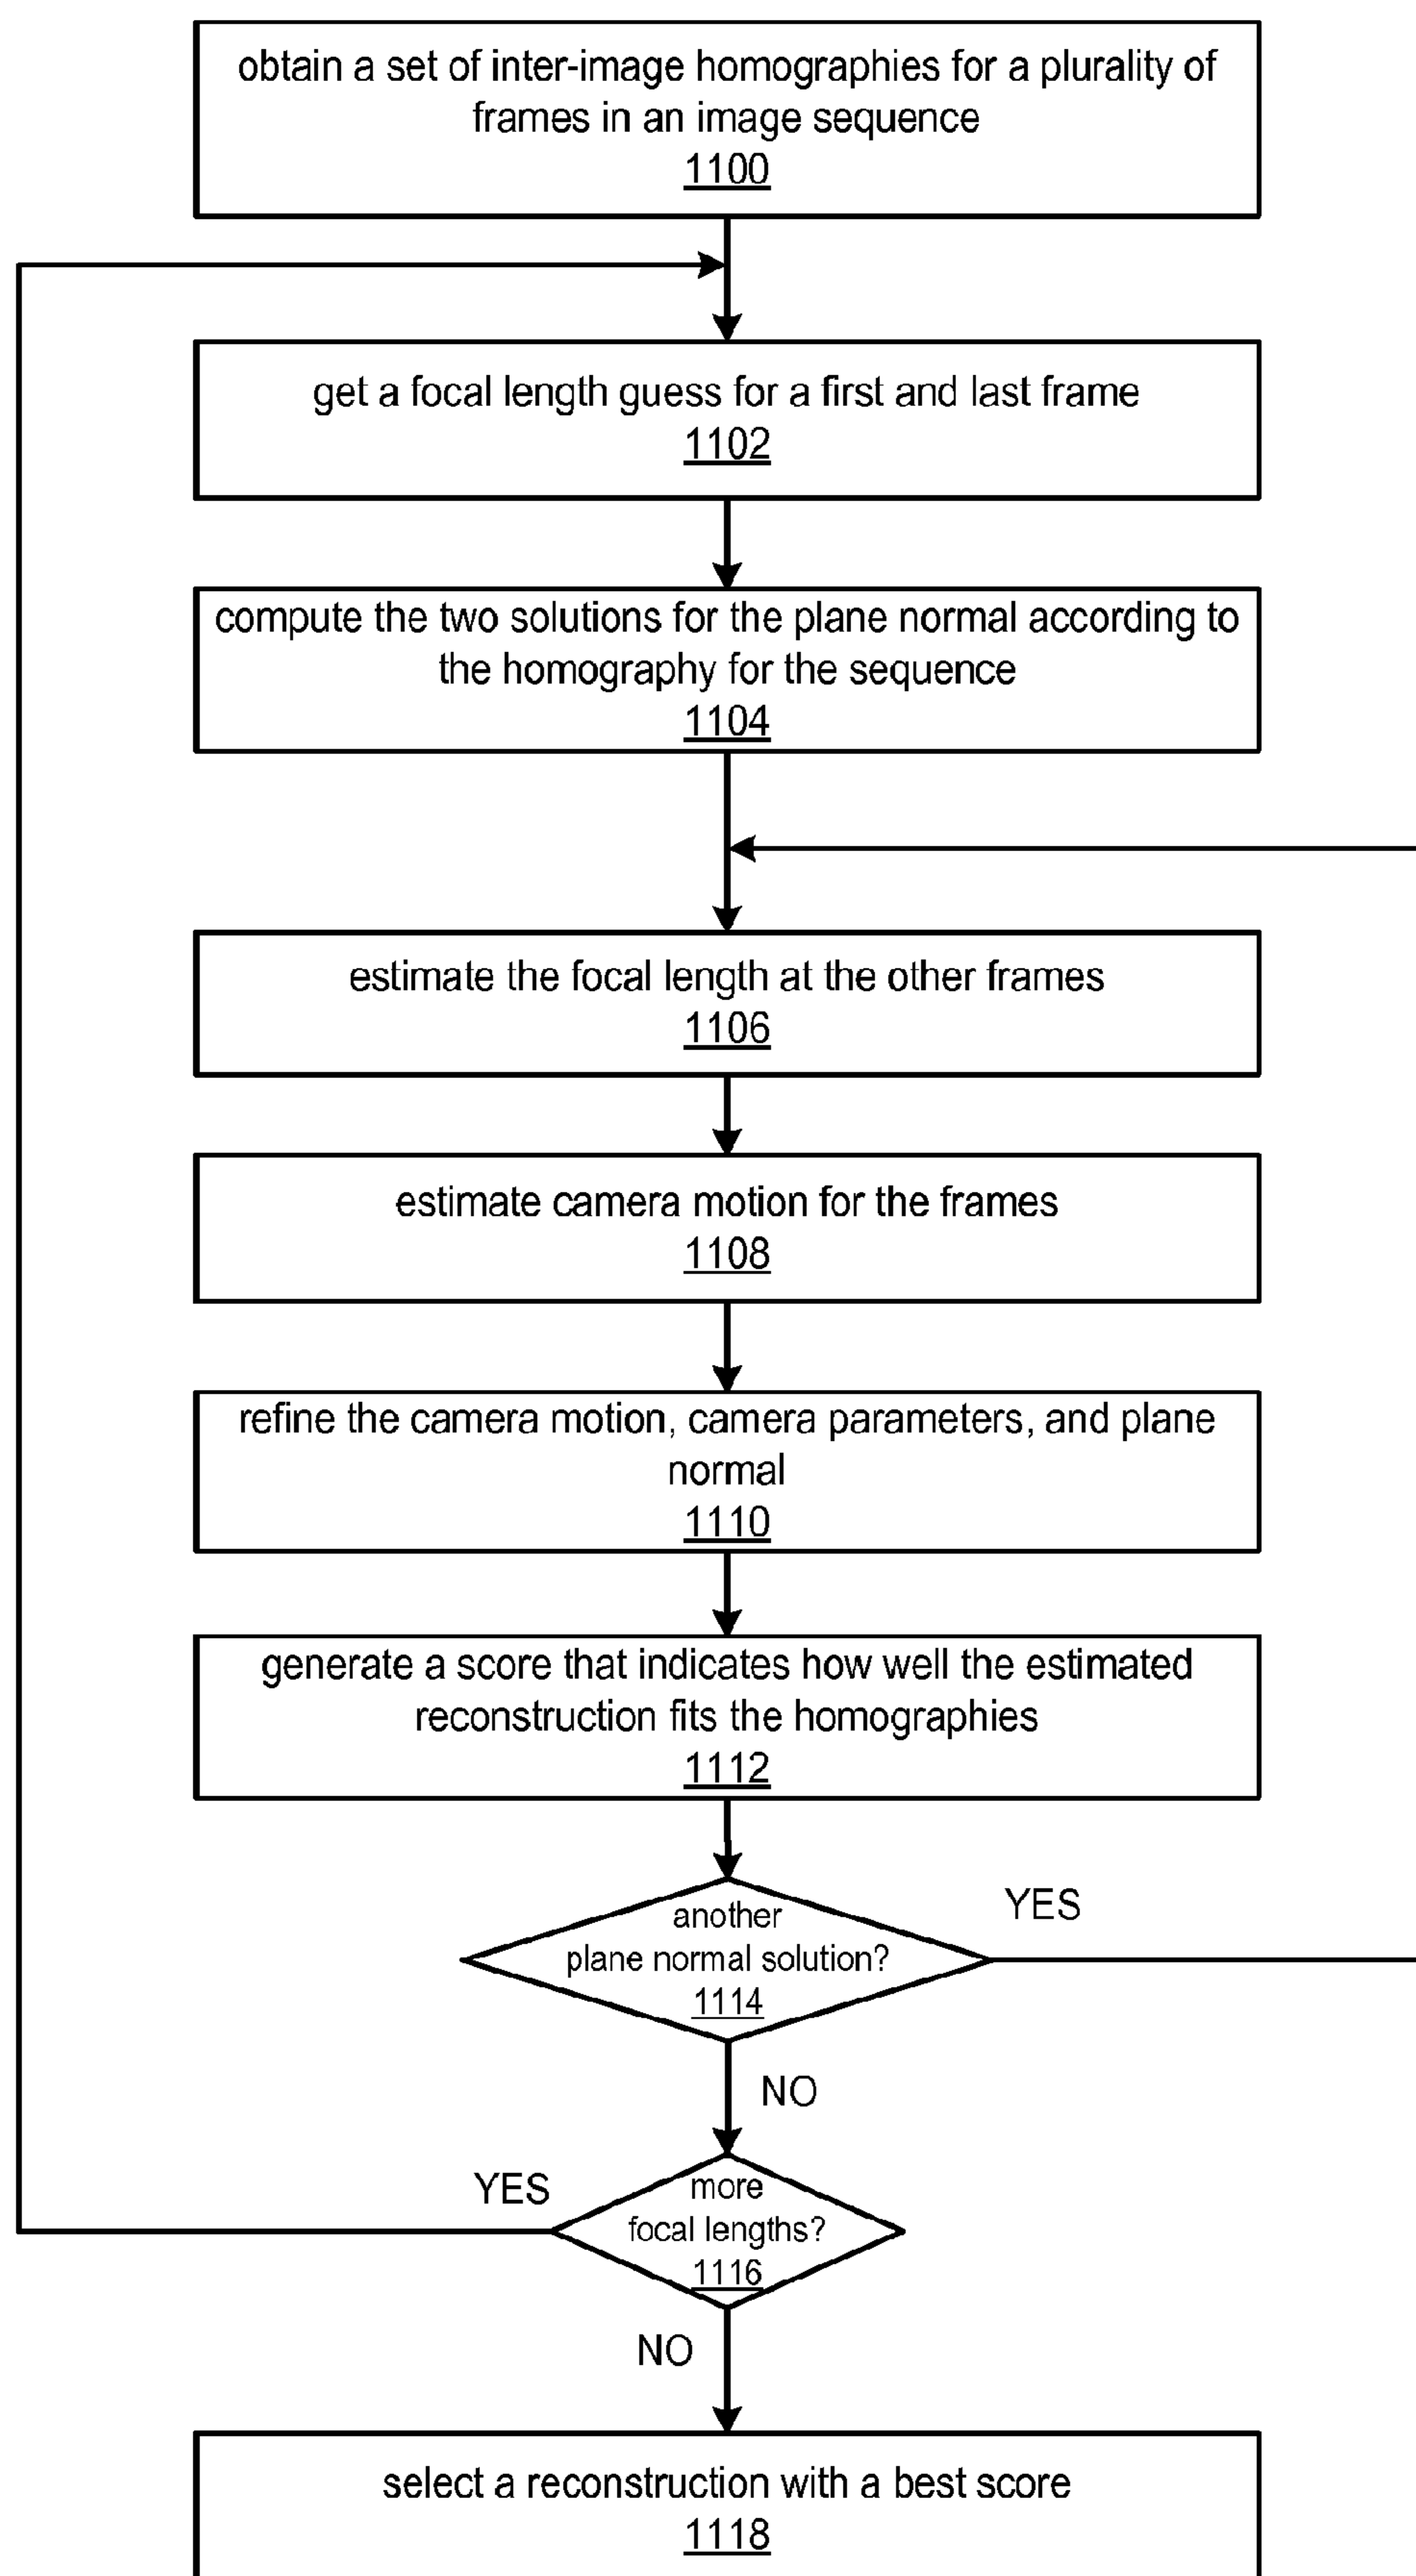 obtain a set of inter-image homographies for a plurality of
frames in an image sequence
1100
get a focal length guess for a first and last frame
1102
compute the two solutions for the plane normal according to
the homography for the sequence
1104
estimate the focal length at the other frames
1106
estimate camera motion for the frames
1108
refine the camera motion, camera parameters, and plane
normal
1110
generate a score that indicates how well the estimated
reconstruction fits the homographies
1112
another
plane normal solution?
1114
YES
NO
more
focal lengths?
1116
YES
NO
select a reconstruction with a best score
1118